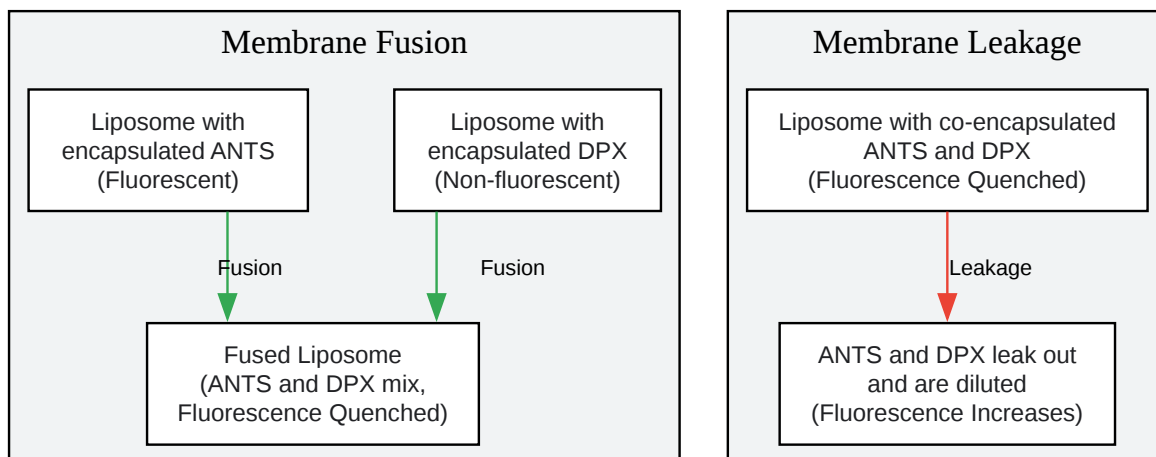 Membrane Fusion
Liposome with
encapsulated ANTS
(Fluorescent)
Liposome with
encapsulated DPX
(Non-fluorescent)
Fusion
Fusion
Fused Liposome
(ANTS and DPX mix,
Fluorescence Quenched)
Membrane Leakage
Liposome with co-encapsulated
ANTS and DPX
(Fluorescence Quenched)
Leakage
ANTS and DPX leak out
and are diluted
(Fluorescence Increases)